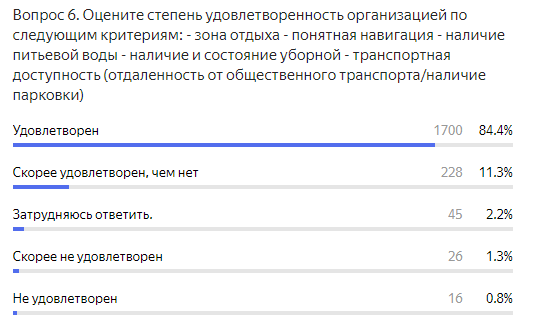 Вопрос 6. Оцените степень удовлетворенность организацией по
следующим критериям: - зона отдыха - понятная навигация - наличие
питьевой воды - наличие и состояние уборной - транспортная
доступность (отдаленность от общественного транспорта/наличие
парковки)
Удовлетворен 1700 84.4%
Скорее удовлетворен, чем нет 228 11.3%
Затрудняюсь ответить. 45 2.2%
Скорее не удовлетворен 26 1.3%
Не удовлетворен 16 0.8%